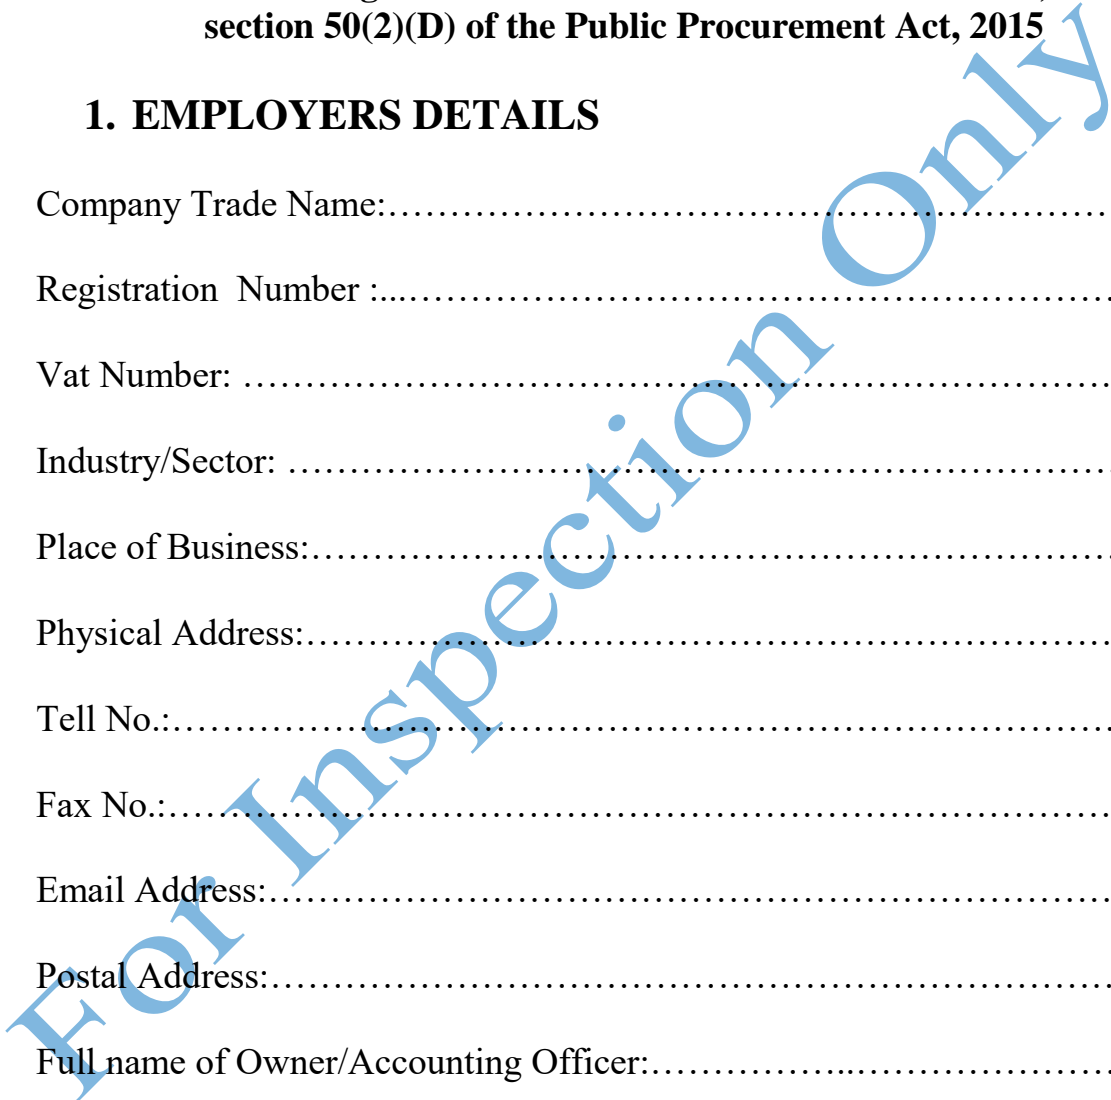 section 50(2)(D) of the Public Procurement Act, 2015
1. EMPLOYERS DETAILS
Company Trade Name:……………………………………………………
Registration Number :...……………………………………………………
Vat Number: ………………………………………………………………
Industry/Sector: ……………………………………………………………
Place of Business:…………………………………………………………
Physical Address:…………………………………………………………
Tell No.:……………………………………………………………………
Fax No.:……………………………………………………………………
Email Address:……………………………………………………………
Postal Address:……………………………………………………………
Full name of Owner/Accounting Officer:……………..…………………
For Inspection Only